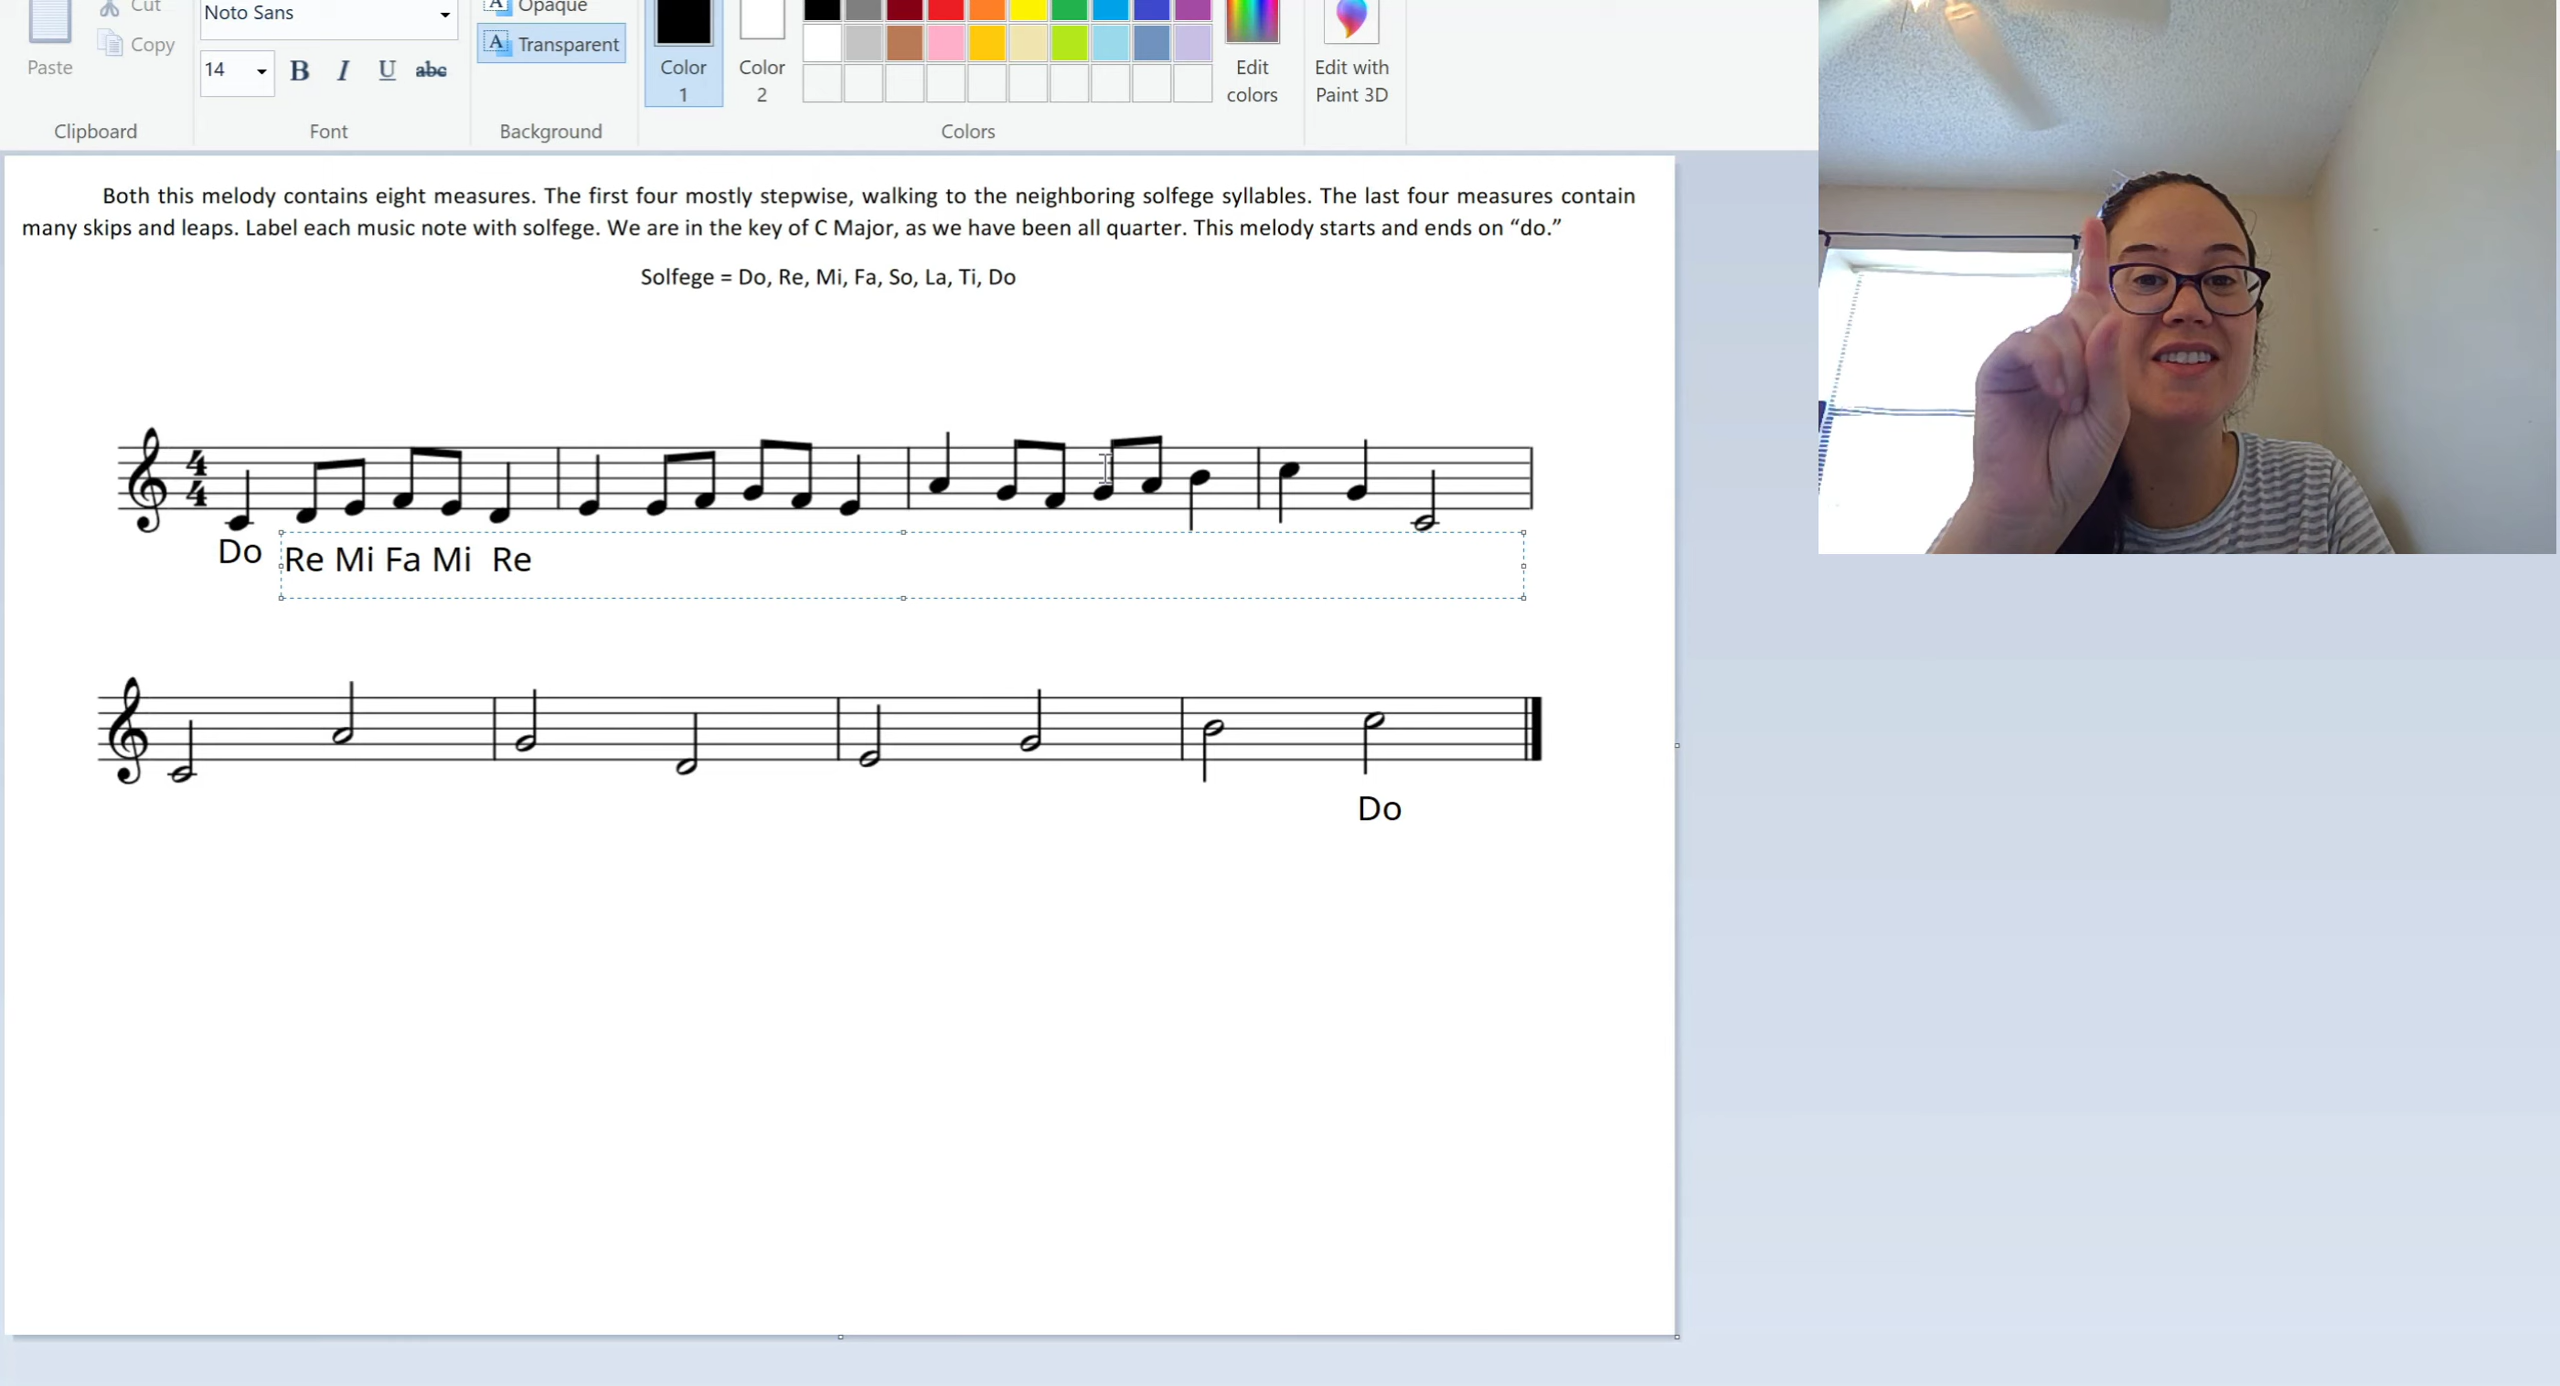 Cut
Noto Sans
Opaque
Paste
Copy
14
B I U abc
Transparent
Color 1
Color 2
Edit colors
Edit with Paint 3D
Clipboard
Font
Background
Colors
Both this melody contains eight measures. The first four mostly stepwise, walking to the neighboring solfege syllables. The last four measures contain
many skips and leaps. Label each music note with solfege. We are in the key of C Major, as we have been all quarter. This melody starts and ends on “do.”
Solfege = Do, Re, Mi, Fa, So, La, Ti, Do
4
4
Do Re Mi Fa Mi Re
Do